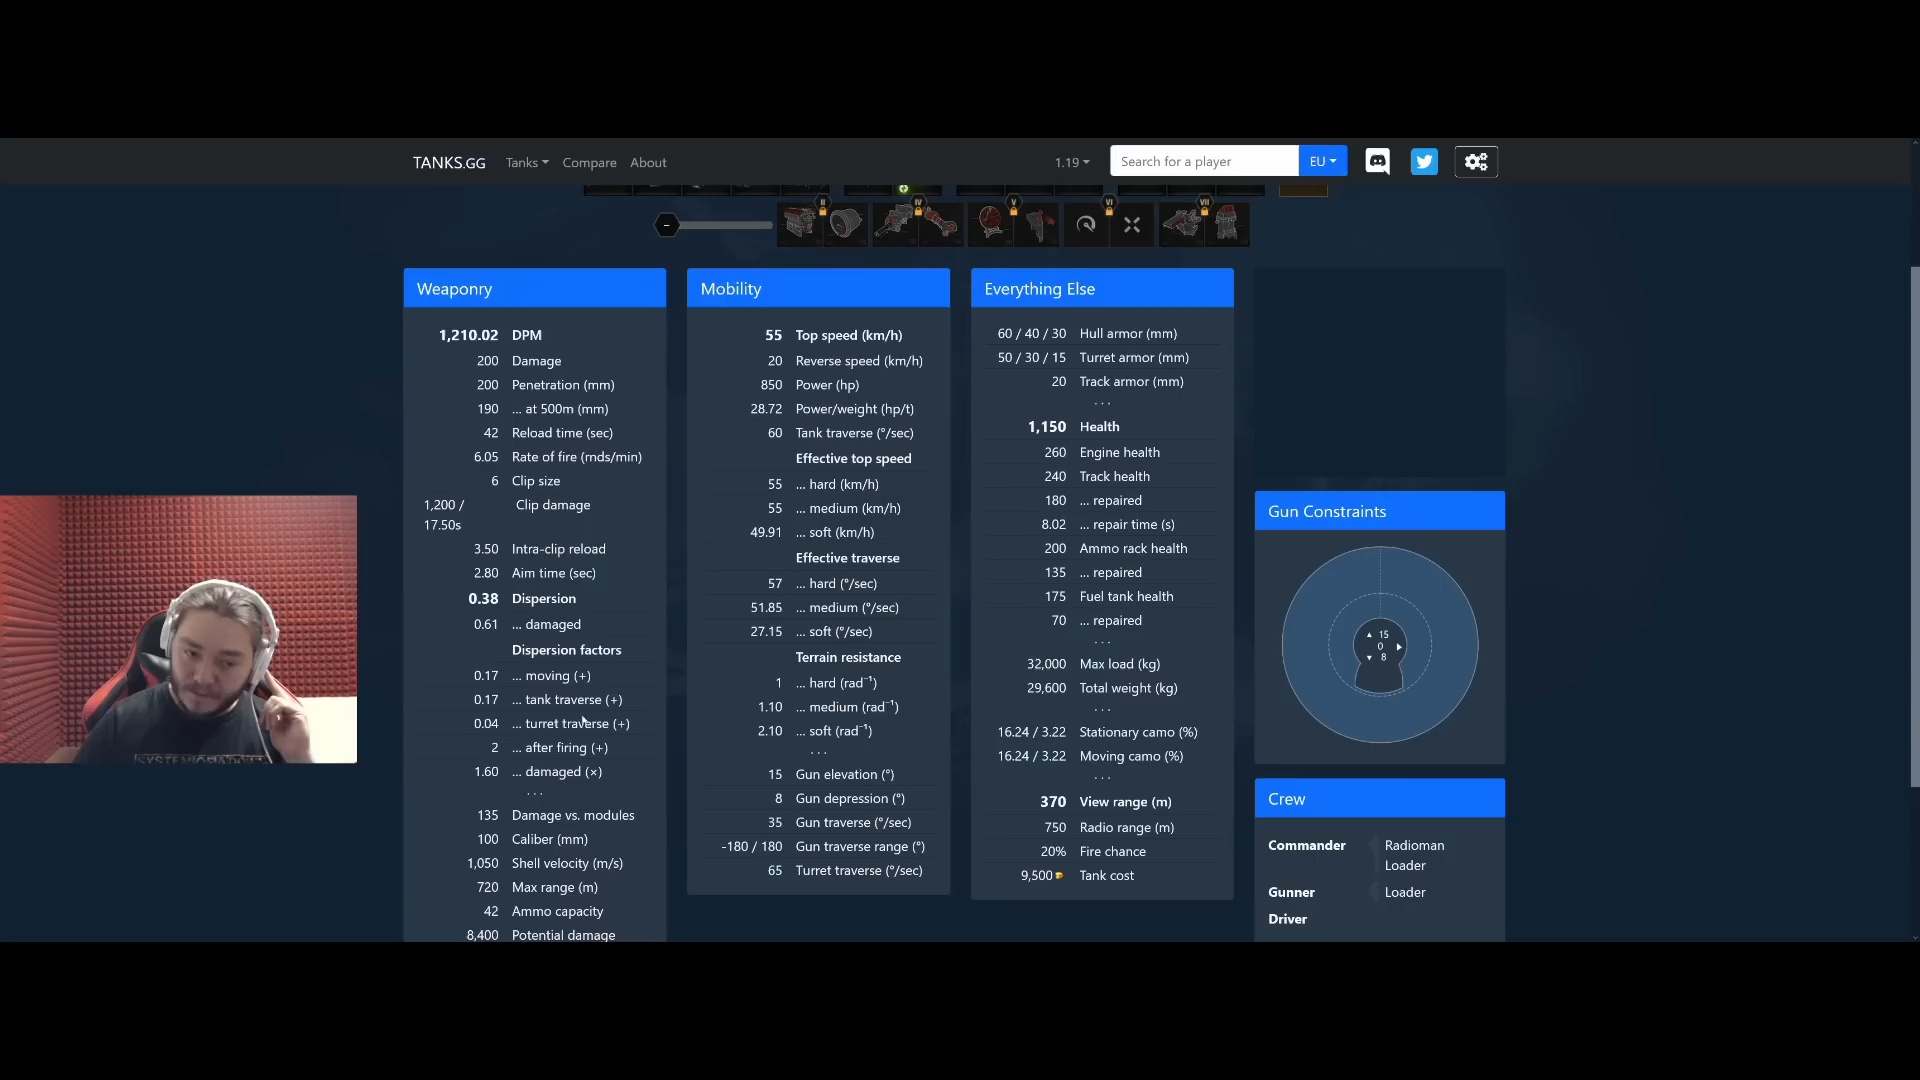 TANKS.GG Tanks Compare About 1.19 Search for a player EU
II IV V VI VII
Weaponry
1,210.02 DPM
200 Damage
200 Penetration (mm)
190 ... at 500m (mm)
42 Reload time (sec)
6.05 Rate of fire (rnds/min)
6 Clip size
1,200 / 17.50s Clip damage
3.50 Intra-clip reload
2.80 Aim time (sec)
0.38 Dispersion
0.61 ... damaged
Dispersion factors
0.17 ... moving (+)
0.17 ... tank traverse (+)
0.04 ... turret traverse (+)
2 ... after firing (+)
1.60 ... damaged (×)
...
135 Damage vs. modules
100 Caliber (mm)
1,050 Shell velocity (m/s)
720 Max range (m)
42 Ammo capacity
8,400 Potential damage
Mobility
55 Top speed (km/h)
20 Reverse speed (km/h)
850 Power (hp)
28.72 Power/weight (hp/t)
60 Tank traverse (°/sec)
Effective top speed
55 ... hard (km/h)
55 ... medium (km/h)
49.91 ... soft (km/h)
Effective traverse
57 ... hard (°/sec)
51.85 ... medium (°/sec)
27.15 ... soft (°/sec)
Terrain resistance
1 ... hard (rad⁻¹)
1.10 ... medium (rad⁻¹)
2.10 ... soft (rad⁻¹)
...
15 Gun elevation (°)
8 Gun depression (°)
35 Gun traverse (°/sec)
-180 / 180 Gun traverse range (°)
65 Turret traverse (°/sec)
Everything Else
60 / 40 / 30 Hull armor (mm)
50 / 30 / 15 Turret armor (mm)
20 Track armor (mm)
...
1,150 Health
260 Engine health
240 Track health
180 ... repaired
8.02 ... repair time (s)
200 Ammo rack health
135 ... repaired
175 Fuel tank health
70 ... repaired
...
32,000 Max load (kg)
29,600 Total weight (kg)
...
16.24 / 3.22 Stationary camo (%)
16.24 / 3.22 Moving camo (%)
...
370 View range (m)
750 Radio range (m)
20% Fire chance
9,500 Tank cost
Gun Constraints
▲ 15
0 ▶
▼ 8
Crew
Commander Radioman
Loader
Gunner Loader
Driver